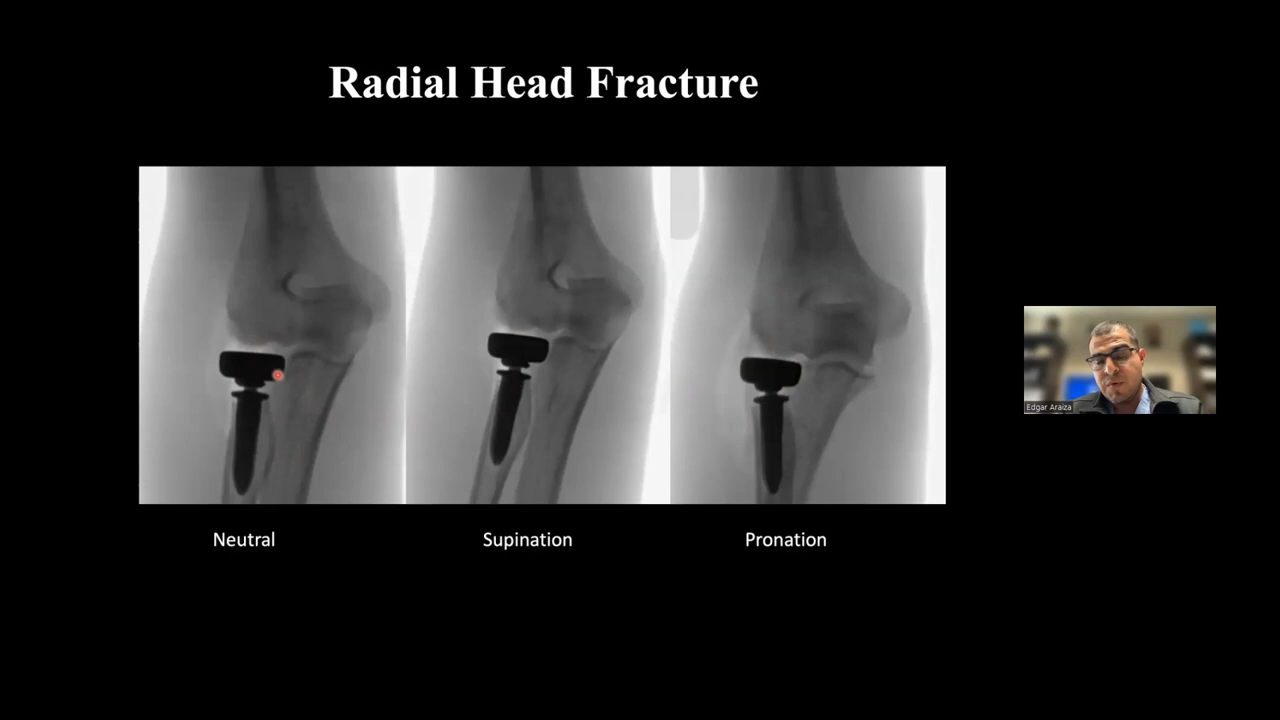 Radial Head Fracture
Edgar Araiza
Neutral
Supination
Pronation